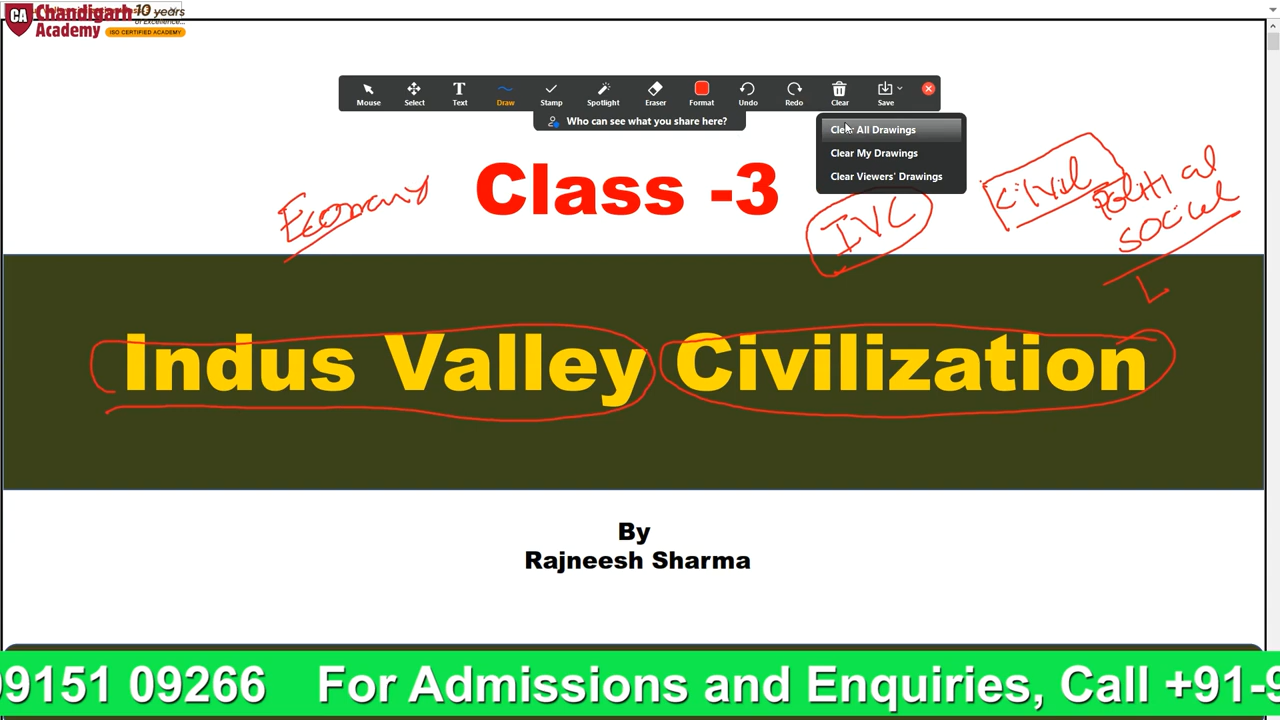 CA Chandigarh Academy
10 years
of Excellence..
ISO CERTIFIED ACADEMY
Mouse Select Text Draw Stamp Spotlight Eraser Format Undo Redo Clear Save
Who can see what you share here?
Clear All Drawings
Clear My Drawings
Clear Viewers' Drawings
Class -3
Economy
IVC
Civil
Political
Social
Indus Valley Civilization
By
Rajneesh Sharma
09151 09266 For Admissions and Enquiries, Call +91-9